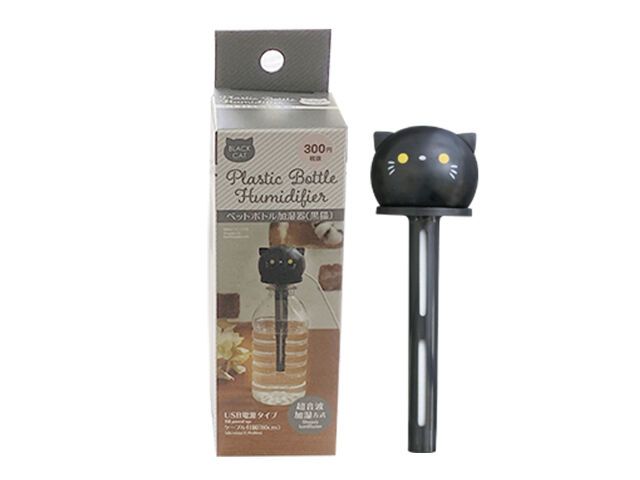 BLACK
CAT
300円
税抜
Plastic Bottle
Humidifier
ペットボトル加湿器(黒猫)
USB電源タイプ
ケーブル付属(80cm)
超音波
加湿方式
Plastic Bottle
Humidifier